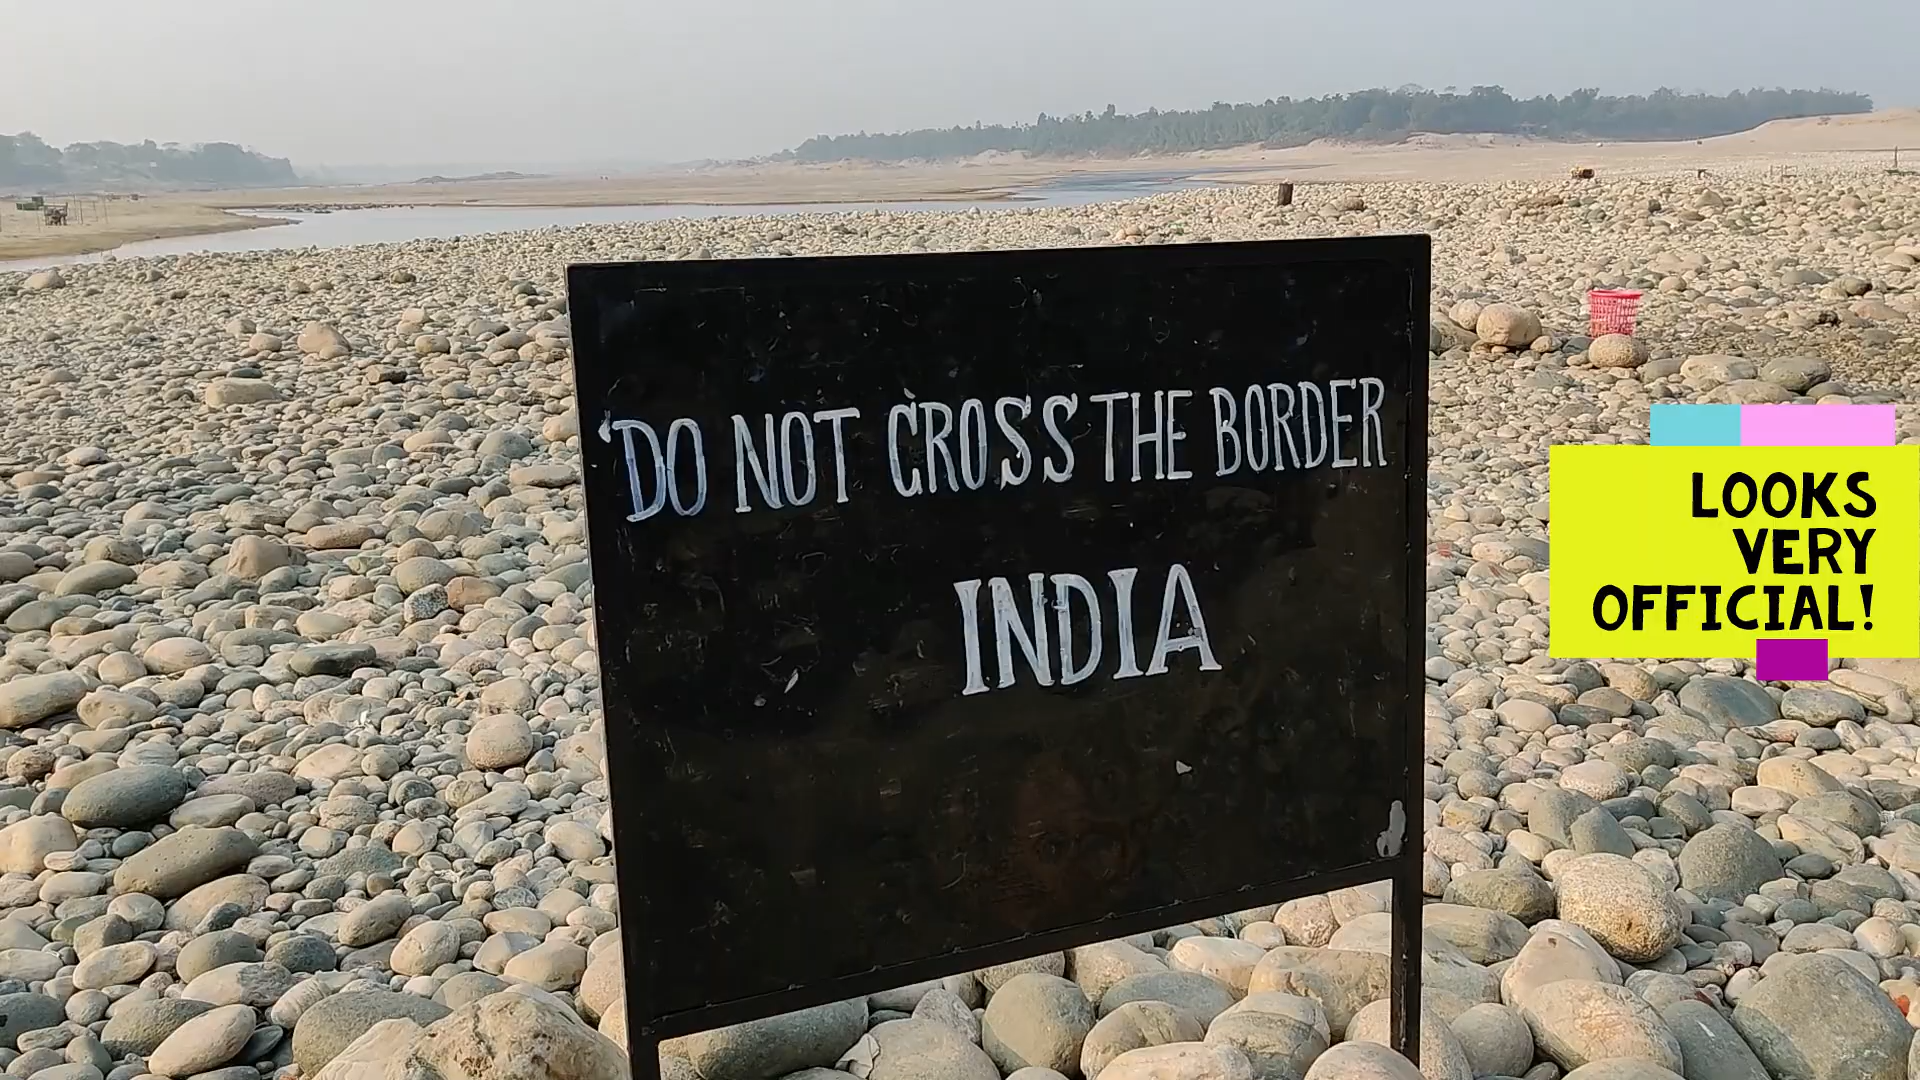 'DO NOT CROSS THE BORDER
INDIA
LOOKS
VERY
OFFICIAL!